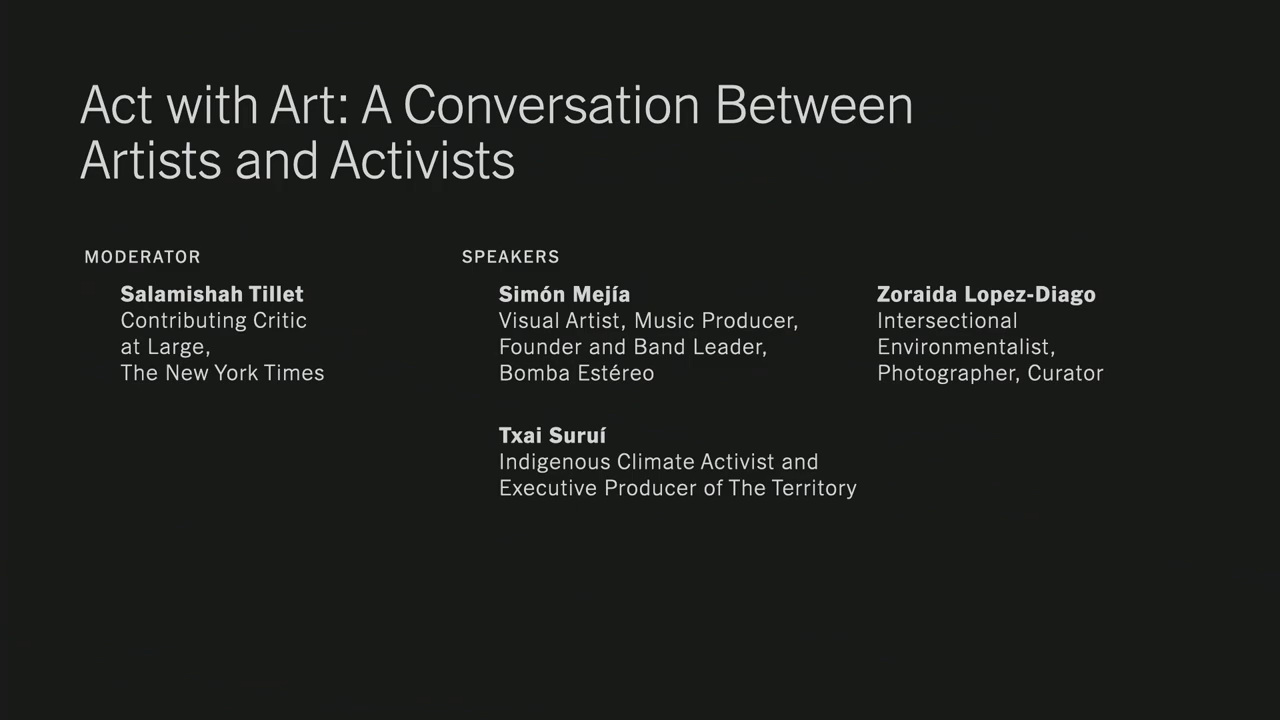 Act with Art: A Conversation Between
Artists and Activists
MODERATOR
Salamishah Tillet
Contributing Critic
at Large,
The New York Times
SPEAKERS
Simón Mejía
Visual Artist, Music Producer,
Founder and Band Leader,
Bomba Estéreo
Txai Suruí
Indigenous Climate Activist and
Executive Producer of The Territory
Zoraida Lopez-Diago
Intersectional
Environmentalist,
Photographer, Curator